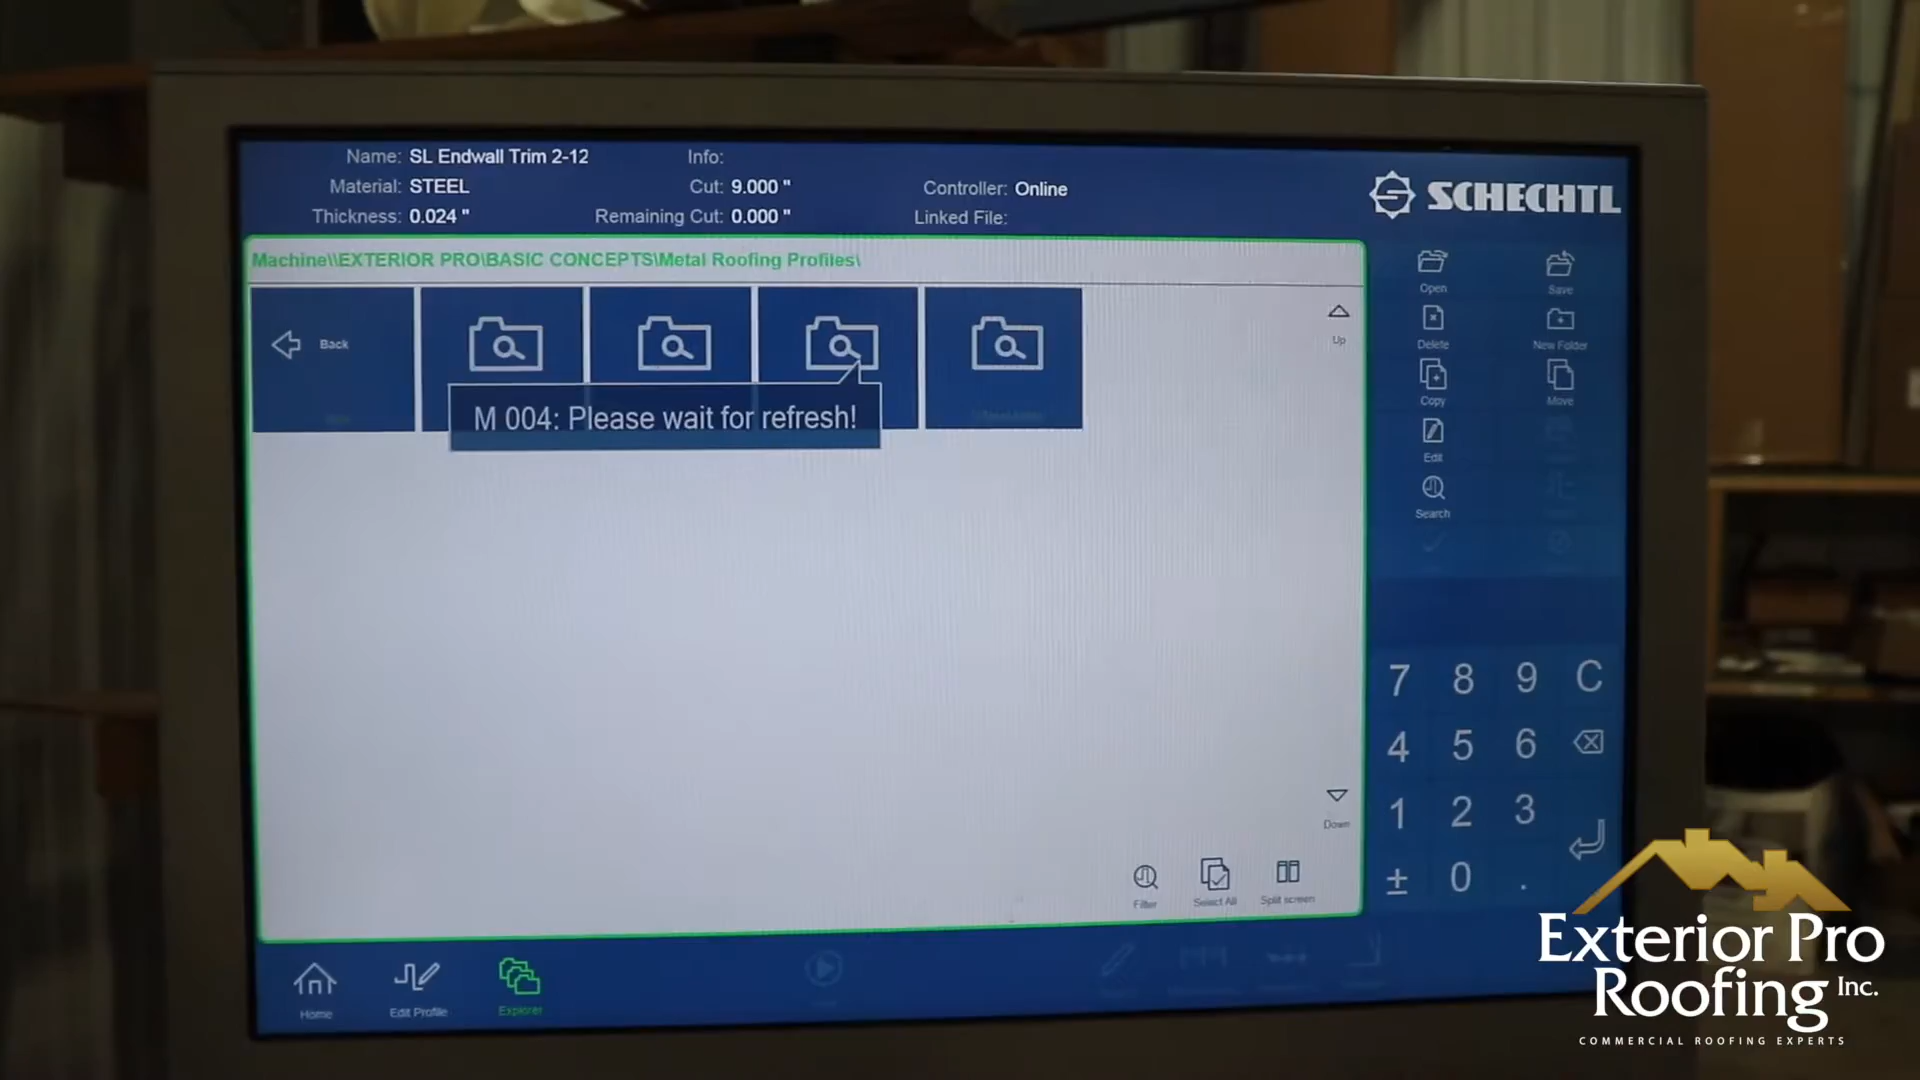 Name: SL Endwall Trim 2-12
Info:
Material: STEEL
Cut: 9.000 "
Controller: Online
Thickness: 0.024 "
Remaining Cut: 0.000 "
Linked File:
SCHECHTL
Machine\\EXTERIOR PRO\BASIC CONCEPTS\Metal Roofing Profiles\
Back
M 004: Please wait for refresh!
Up
Open
Save
Delete
New Folder
Copy
Move
Edit
Search
7 8 9 C
4 5 6
1 2 3
± 0 .
Down
Filter
Select All
Split screen
Home
Edit Profile
Explorer
Exterior Pro
Roofing Inc.
COMMERCIAL ROOFING EXPERTS